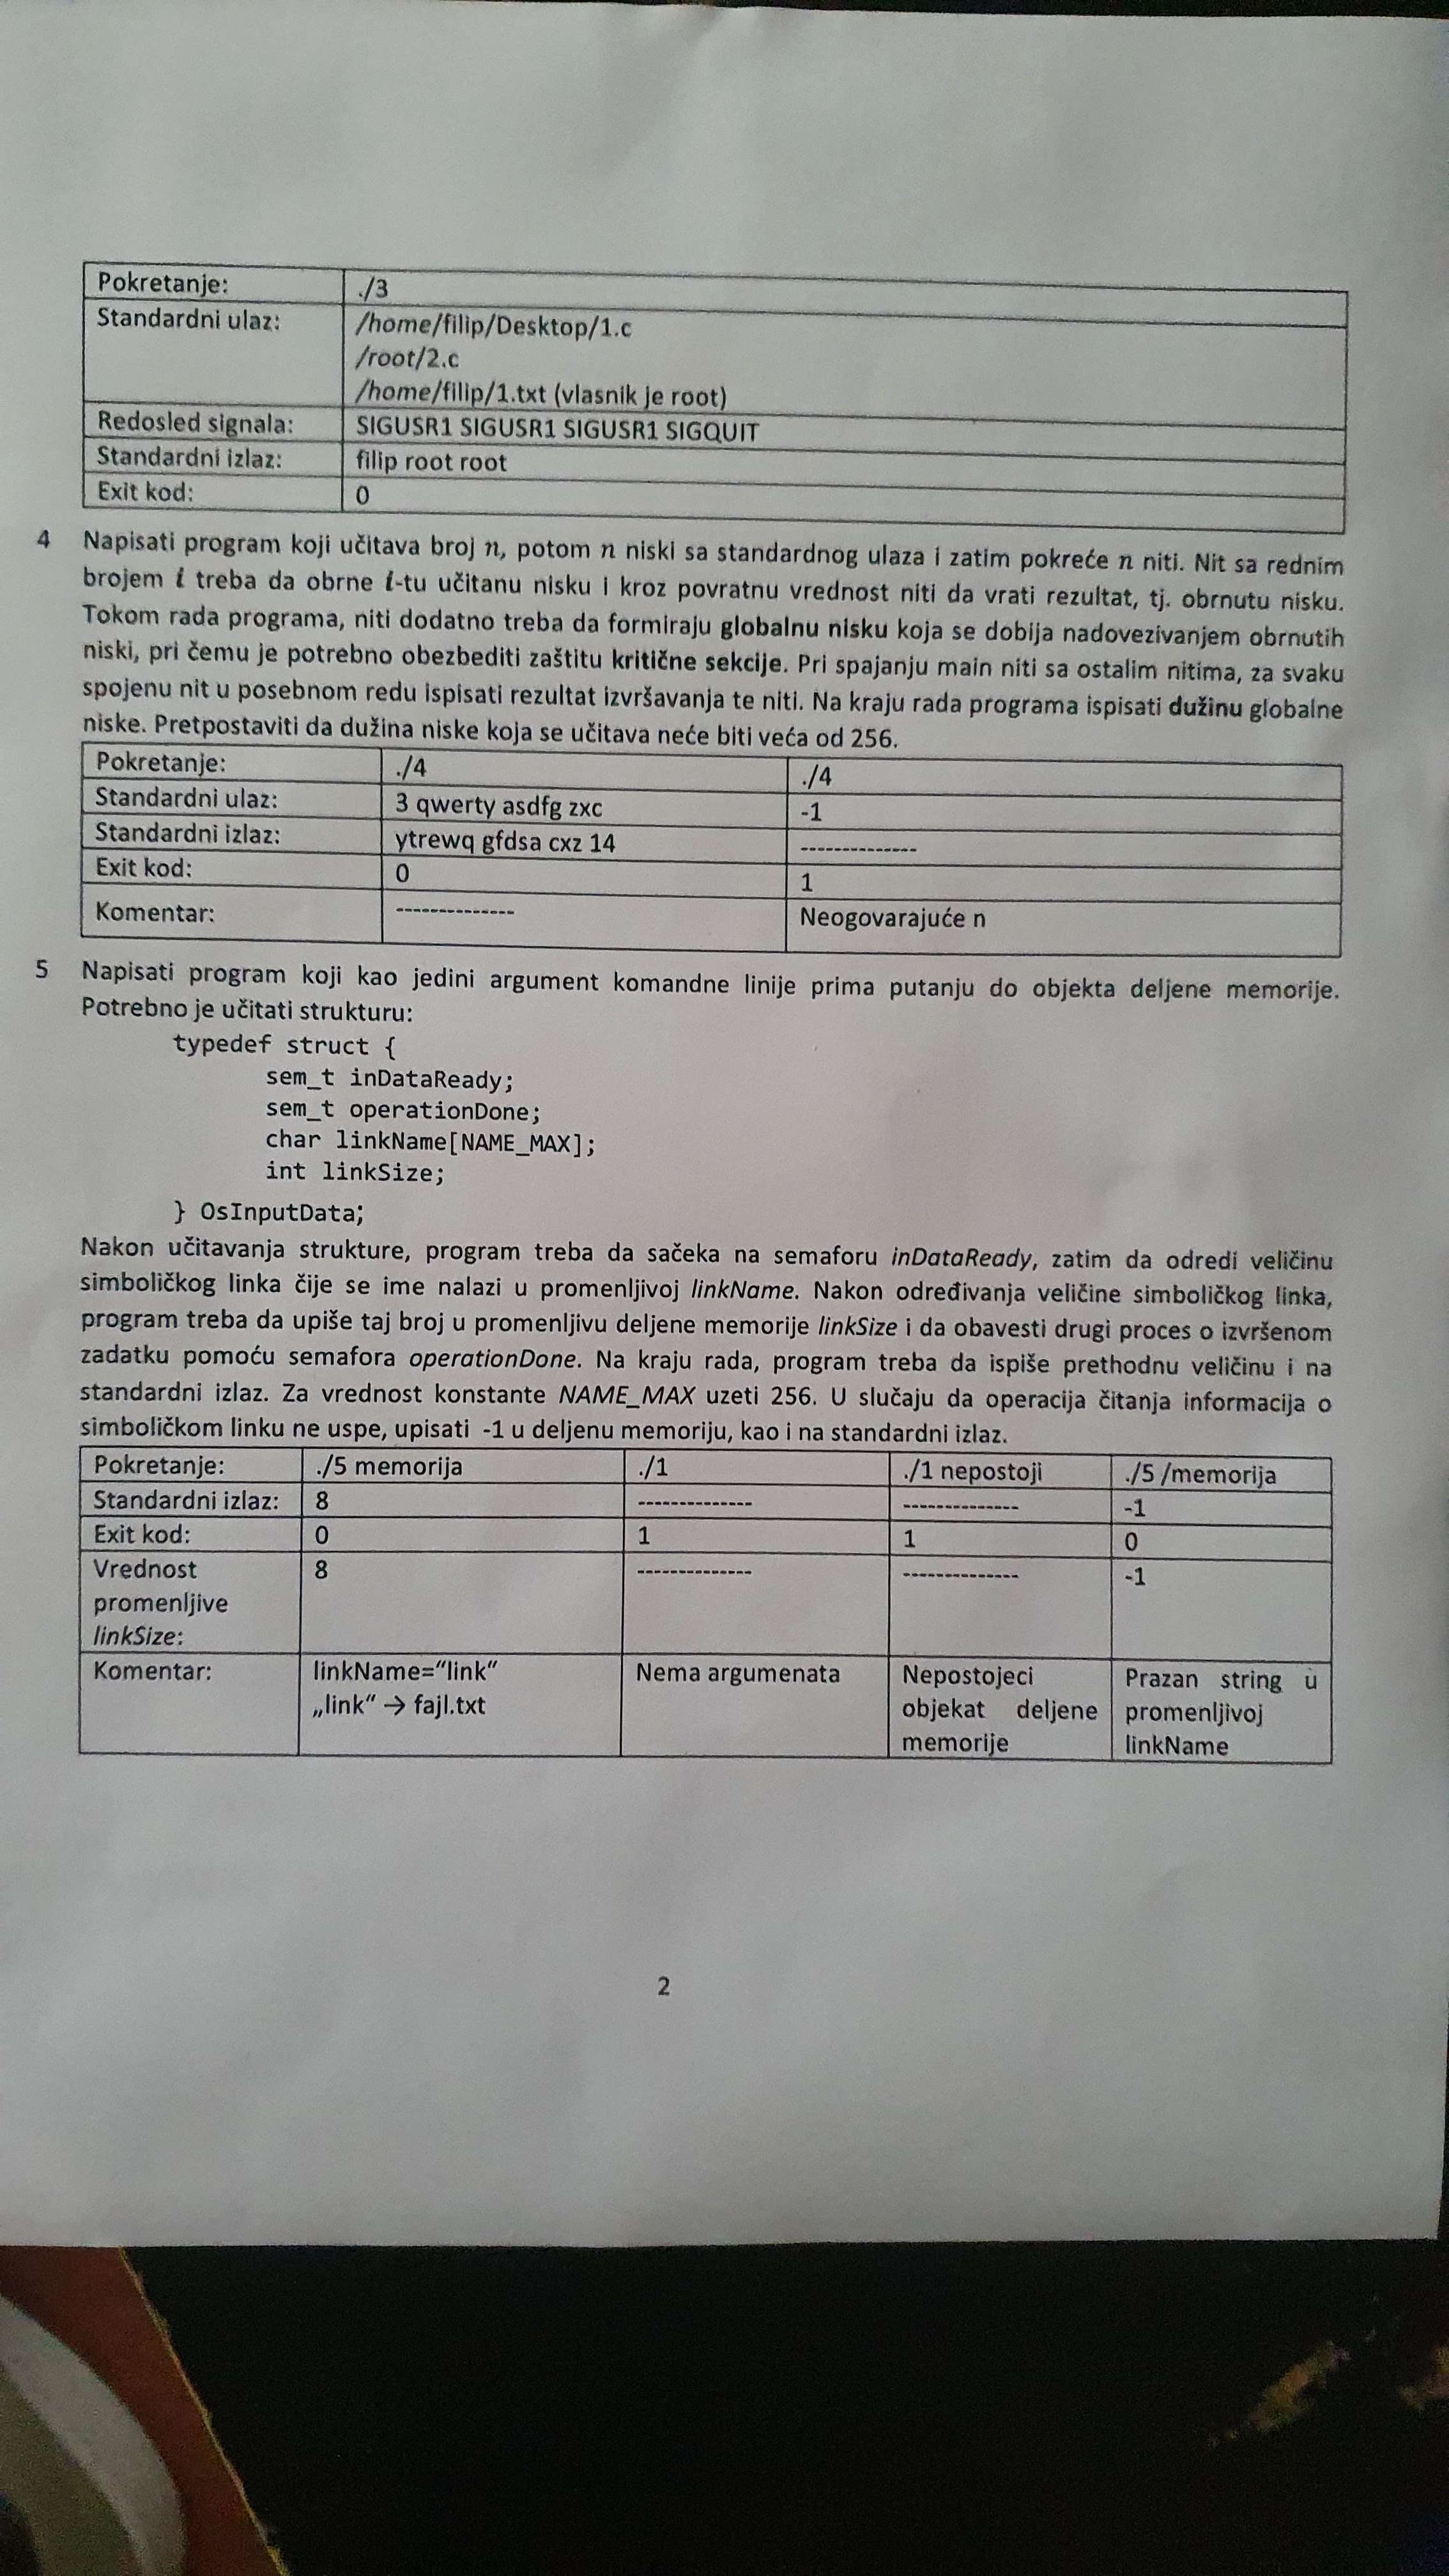 Pokretanje: ./3
Standardni ulaz: /home/filip/Desktop/1.c
/root/2.c
/home/filip/1.txt (vlasnik je root)
Redosled signala: SIGUSR1 SIGUSR1 SIGUSR1 SIGQUIT
Standardni izlaz: filip root root
Exit kod: 0
4 Napisati program koji učitava broj n, potom n niski sa standardnog ulaza i zatim pokreće n niti. Nit sa rednim
brojem i treba da obrne i-tu učitanu nisku i kroz povratnu vrednost niti da vrati rezultat, tj. obrnutu nisku.
Tokom rada programa, niti dodatno treba da formiraju globalnu nisku koja se dobija nadovezivanjem obrnutih
niski, pri čemu je potrebno obezbediti zaštitu kritične sekcije. Pri spajanju main niti sa ostalim nitima, za svaku
spojenu nit u posebnom redu ispisati rezultat izvršavanja te niti. Na kraju rada programa ispisati dužinu globalne
niske. Pretpostaviti da dužina niske koja se učitava neće biti veća od 256.
Pokretanje: ./4 ./4
Standardni ulaz: 3 qwerty asdfg zxc -1
Standardni izlaz: ytrewq gfdsa cxz 14 --------------
Exit kod: 0 1
Komentar: -------------- Neogovarajuće n
5 Napisati program koji kao jedini argument komandne linije prima putanju do objekta deljene memorije.
Potrebno je učitati strukturu:
typedef struct {
sem_t inDataReady;
sem_t operationDone;
char linkName[NAME_MAX];
int linkSize;
} OsInputData;
Nakon učitavanja strukture, program treba da sačeka na semaforu inDataReady, zatim da odredi veličinu
simboličkog linka čije se ime nalazi u promenljivoj linkName. Nakon određivanja veličine simboličkog linka,
program treba da upiše taj broj u promenljivu deljene memorije linkSize i da obavesti drugi proces o izvršenom
zadatku pomoću semafora operationDone. Na kraju rada, program treba da ispiše prethodnu veličinu i na
standardni izlaz. Za vrednost konstante NAME_MAX uzeti 256. U slučaju da operacija čitanja informacija o
simboličkom linku ne uspe, upisati -1 u deljenu memoriju, kao i na standardni izlaz.
Pokretanje: ./5 memorija ./1 ./1 nepostoji ./5 /memorija
Standardni izlaz: 8 -------------- -------------- -1
Exit kod: 0 1 1 0
Vrednost 8 -------------- -------------- -1
promenljive
linkSize:
Komentar: linkName="link“ Nema argumenata Nepostojeci Prazan string u
„link“ → fajl.txt objekat deljene promenljivoj
memorije linkName
2